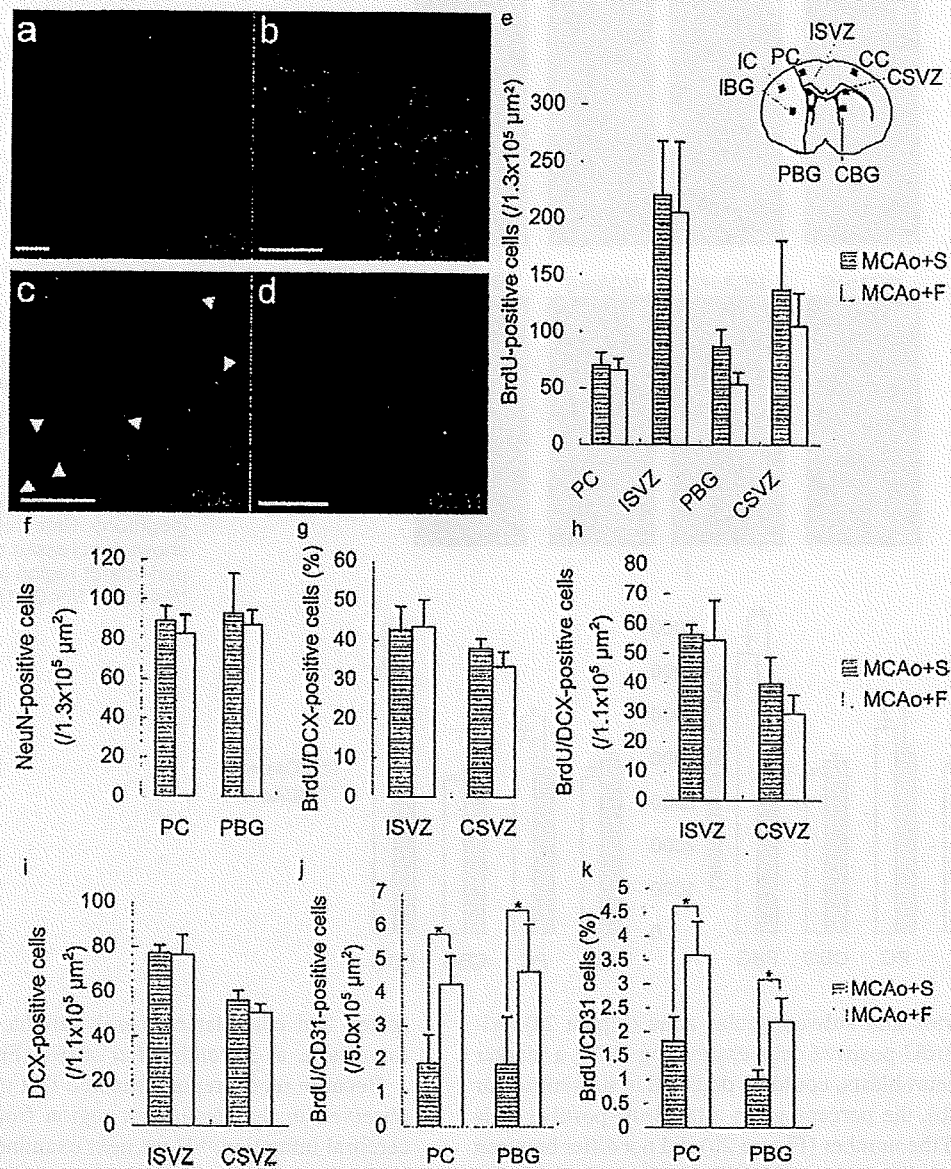 a
b
c
d
e
BrdU-positive cells (/1.3x10⁵ µm²)
300
250
200
150
100
50
0
PC
ISVZ
PBG
CSVZ
ISVZ
IC
PC
CC
IBG
CSVZ
PBG
CBG
MCAo+S
MCAo+F
f
NeuN-positive cells
(/1.3x10⁵ µm²)
120
100
80
60
40
20
0
PC
PBG
g
BrdU/DCX-positive cells (%)
60
50
40
30
20
10
0
ISVZ
CSVZ
h
BrdU/DCX-positive cells
(/1.1x10⁵ µm²)
80
70
60
50
40
30
20
10
0
ISVZ
CSVZ
MCAo+S
MCAo+F
i
DCX-positive cells
(/1.1x10⁵ µm²)
100
80
60
40
20
0
ISVZ
CSVZ
j
BrdU/CD31-positive cells
(/5.0x10⁵ µm²)
7
6
5
4
3
2
1
0
*
*
PC
PBG
k
BrdU/CD31 cells (%)
5
4.5
4
3.5
3
2.5
2
1.5
1
0.5
0
*
*
PC
PBG
MCAo+S
MCAo+F